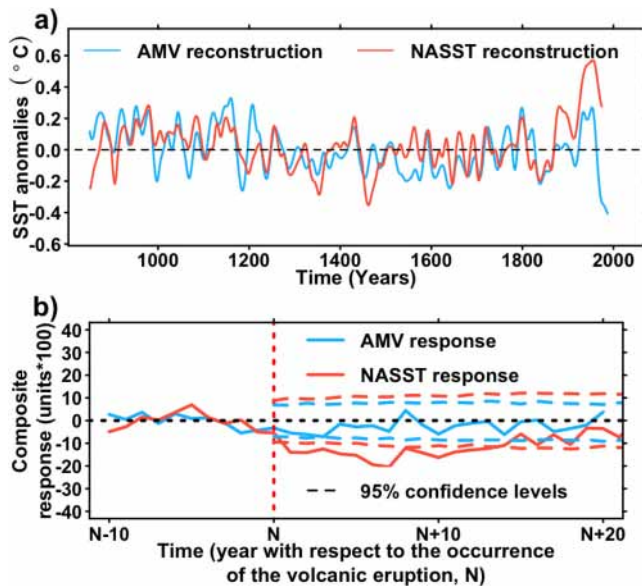 a)
AMV reconstruction NASST reconstruction
SST anomalies (°C)
0.6
0.4
0.2
0.0
-0.2
-0.4
-0.6
1000 1200 1400 1600 1800 2000
Time (Years)
b)
AMV response
NASST response
95% confidence levels
Composite
response (units*100)
40
30
20
10
0
-10
-20
-30
-40
N-10 N N+10 N+20
Time (year with respect to the occurrence
of the volcanic eruption, N)